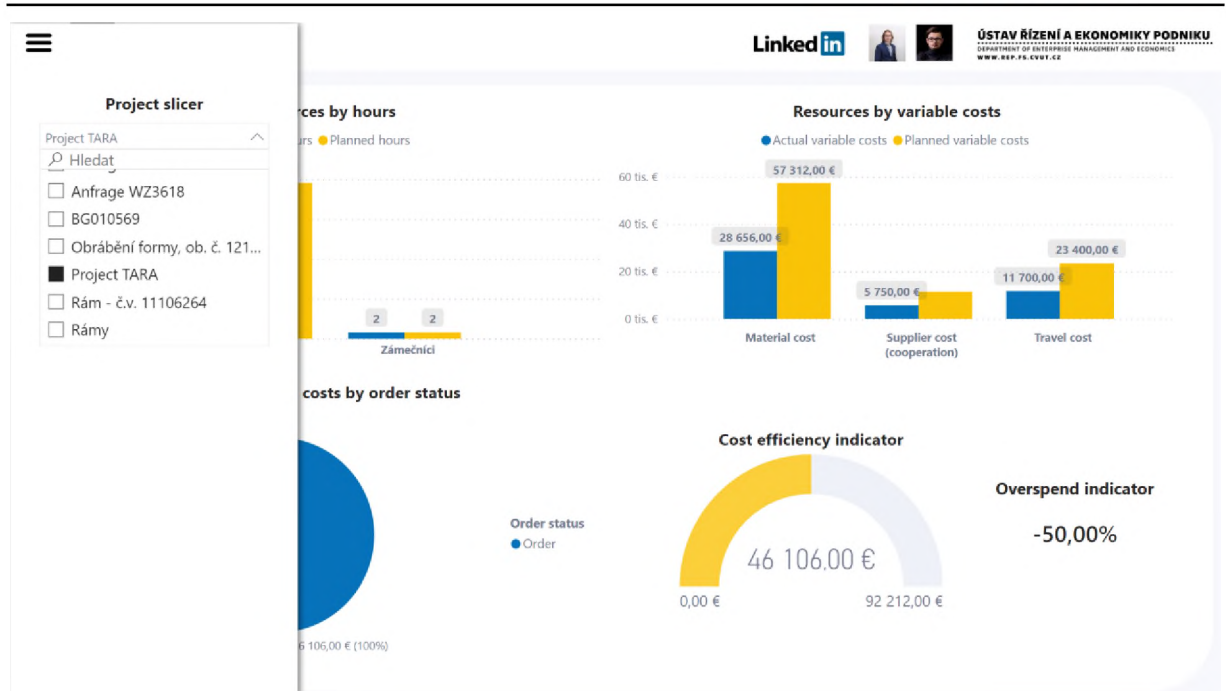 Linked in
ÚSTAV ŘÍZENÍ A EKONOMIKY PODNIKU
DEPARTMENT OF ENTERPRISE MANAGEMENT AND ECONOMICS
WWW.REP.FS.CVUT.CZ
Project slicer
Project TARA
Hledat
Anfrage WZ3618
BG010569
Obrábění formy, ob. č. 121...
Project TARA
Rám - č.v. 11106264
Rámy
rces by hours
urs Planned hours
2 2
Zámečníci
Resources by variable costs
Actual variable costs Planned variable costs
60 tis. €
40 tis. €
20 tis. €
0 tis. €
57 312,00 €
28 656,00 €
23 400,00 €
11 700,00 €
5 750,00 €
Material cost
Supplier cost
(cooperation)
Travel cost
costs by order status
Order status
Order
6 106,00 € (100%)
Cost efficiency indicator
46 106,00 €
0,00 €
92 212,00 €
Overspend indicator
-50,00%